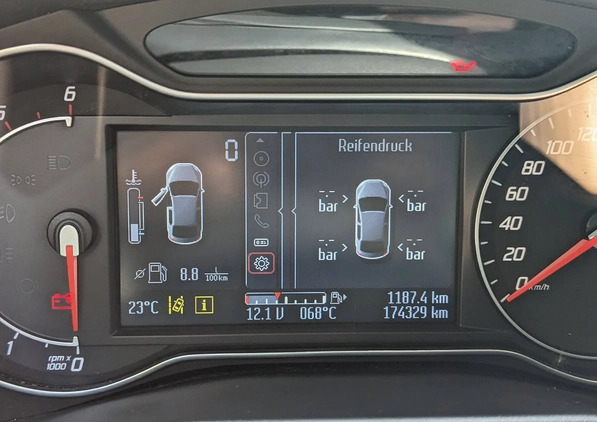 0
Reifendruck
5
6
bar
bar
bar
bar
8.8 l/100km
23°C
i
12.1 V
068°C
1187.4 km
174329 km
1
0
rpm x 1000
120
100
80
60
40
20
0
km/h